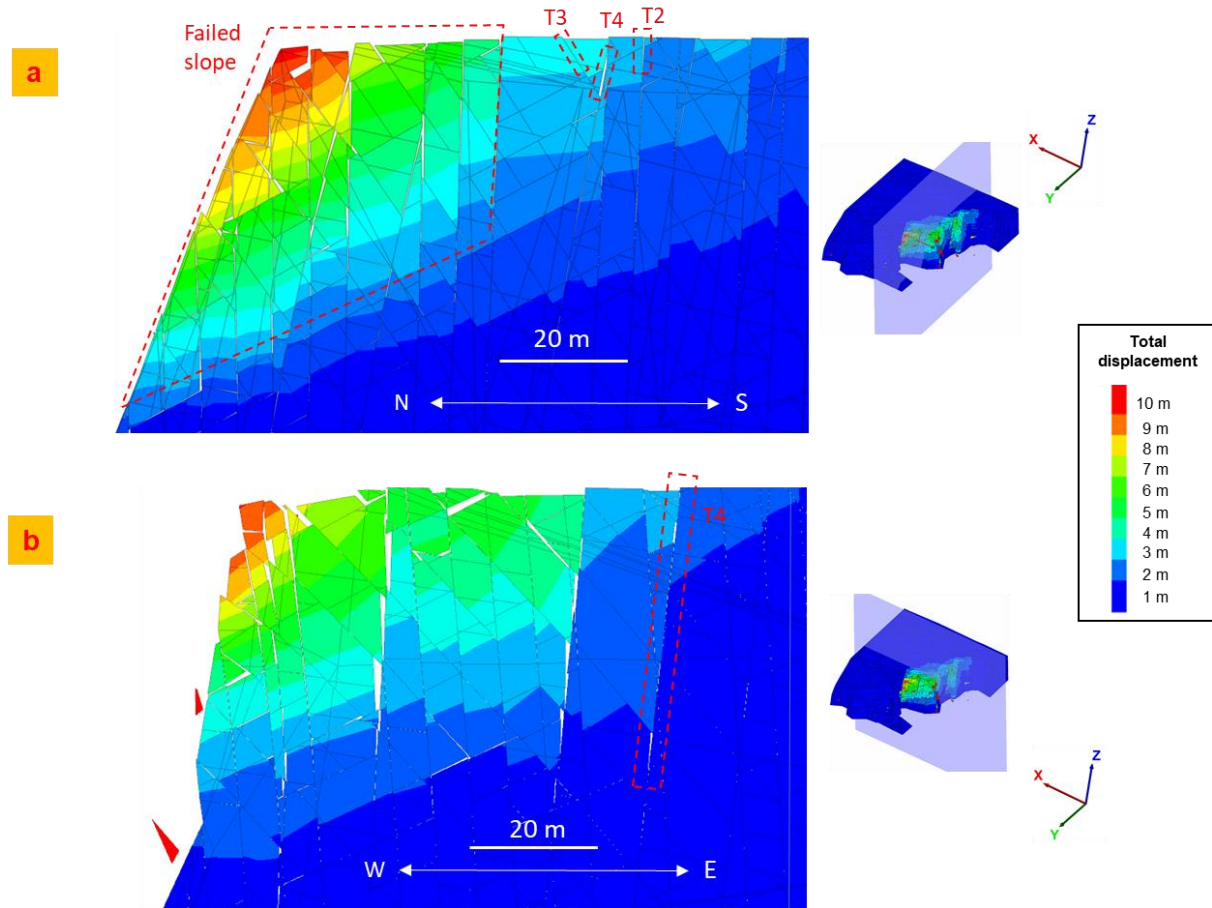 a
Failed
slope
T3
T4
T2
20 m
N
S
X
Z
Y
Total
displacement
10 m
9 m
8 m
7 m
6 m
5 m
4 m
3 m
2 m
1 m
b
T4
20 m
W
E
Z
X
Y